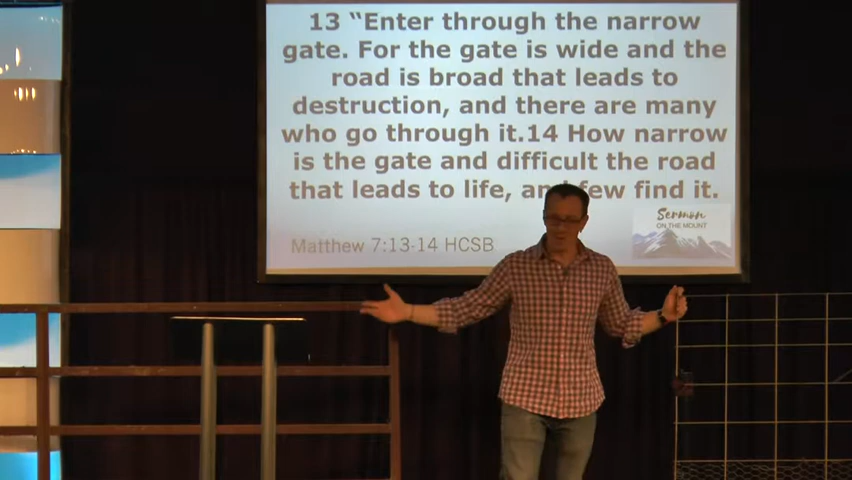 13 “Enter through the narrow
gate. For the gate is wide and the
road is broad that leads to
destruction, and there are many
who go through it.14 How narrow
is the gate and difficult the road
that leads to life, and few find it.
Sermon
ON THE MOUNT
Matthew 7:13-14 HCSB